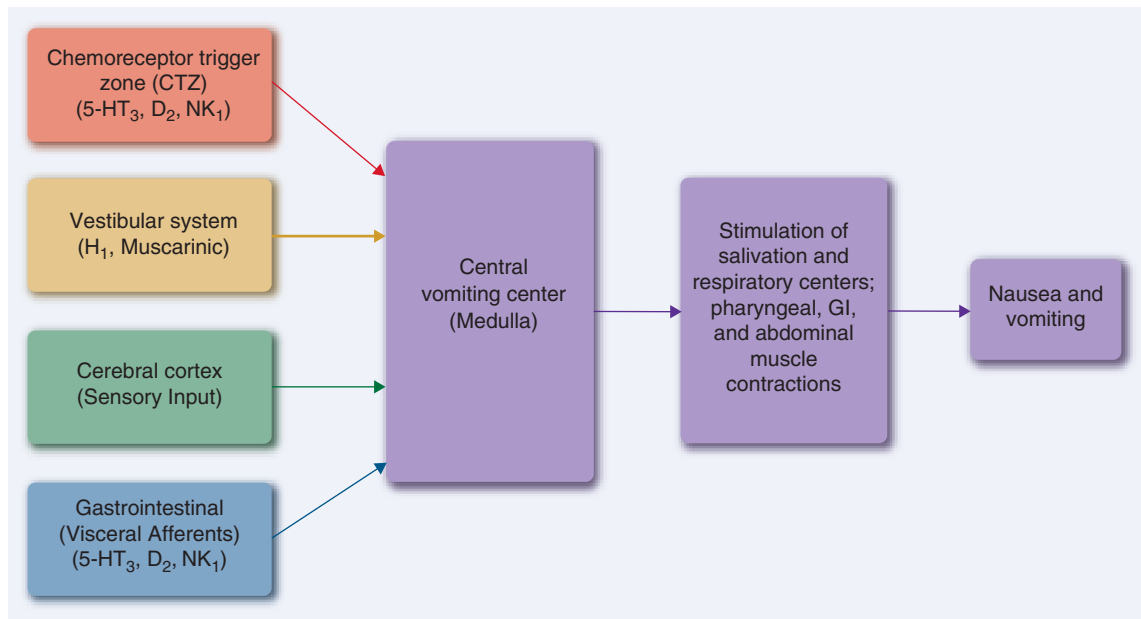 Chemoreceptor trigger
zone (CTZ)
(5-HT₃, D₂, NK₁)
Vestibular system
(H₁, Muscarinic)
Cerebral cortex
(Sensory Input)
Gastrointestinal
(Visceral Afferents)
(5-HT₃, D₂, NK₁)
Central
vomiting center
(Medulla)
Stimulation of
salivation and
respiratory centers;
pharyngeal, GI,
and abdominal
muscle
contractions
Nausea and
vomiting